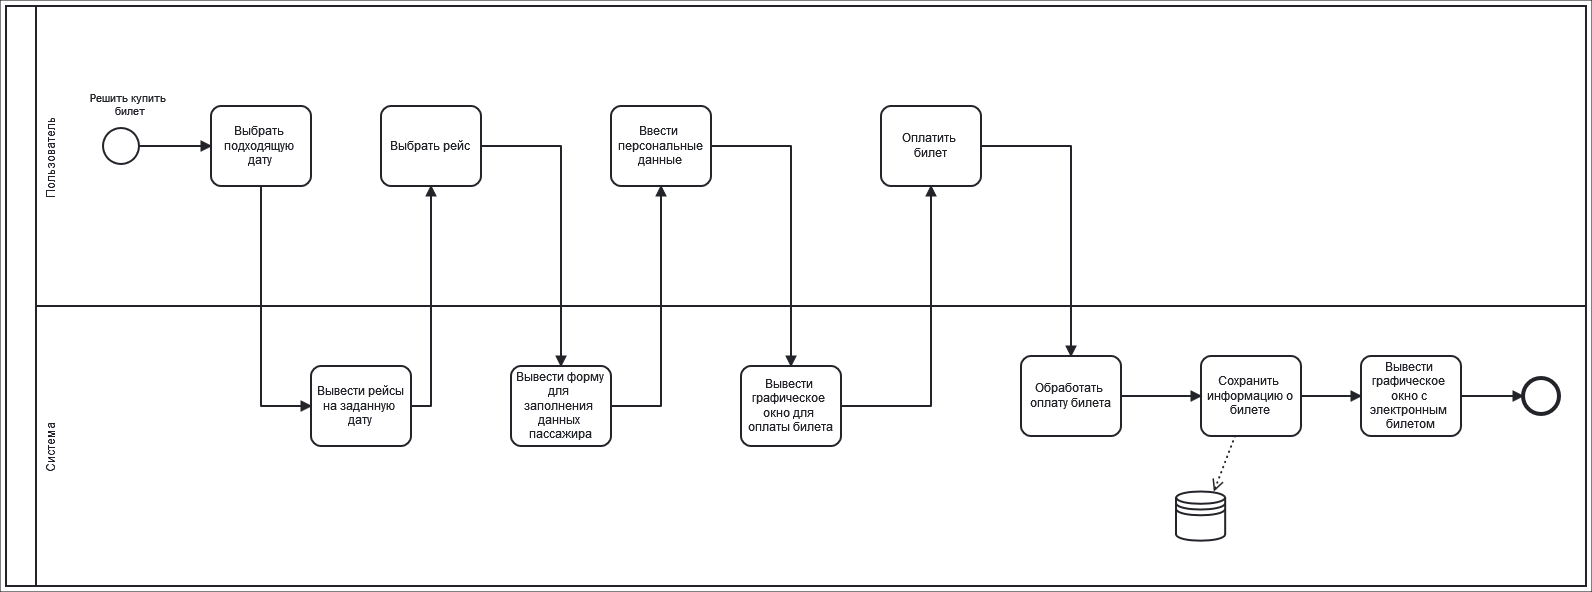 Решить купить
билет
Пользователь
Выбрать
подходящую
дату
Выбрать рейс
Ввести
персональные
данные
Оплатить
билет
Система
Вывести рейсы
на заданную
дату
Вывести форму
для
заполнения
данных
пассажира
Вывести
графическое
окно для
оплаты билета
Обработать
оплату билета
Сохранить
информацию о
билете
Вывести
графическое
окно с
электронным
билетом